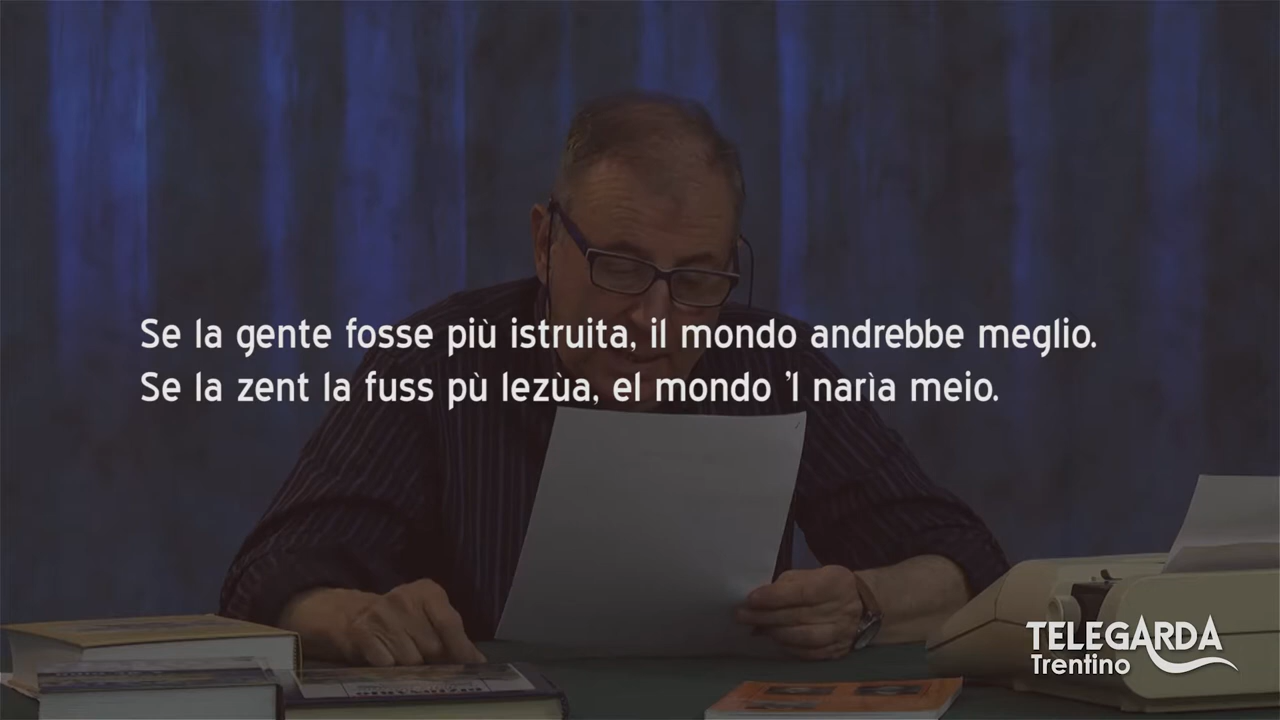 Se la gente fosse più istruita, il mondo andrebbe meglio.
Se la zent la fuss pù lezùa, el mondo 'l narìa meio.
TELEGARDA
Trentino